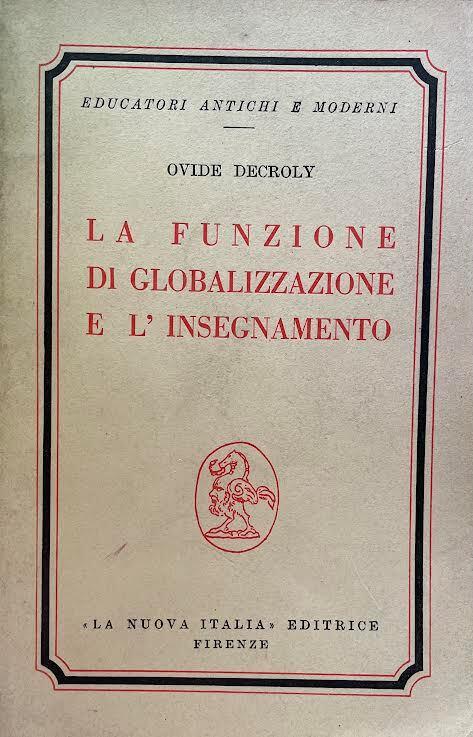 EDUCATORI ANTICHI E MODERNI
OVIDE DECROLY
LA FUNZIONE
DI GLOBALIZZAZIONE
E L' INSEGNAMENTO
«LA NUOVA ITALIA» EDITRICE
FIRENZE